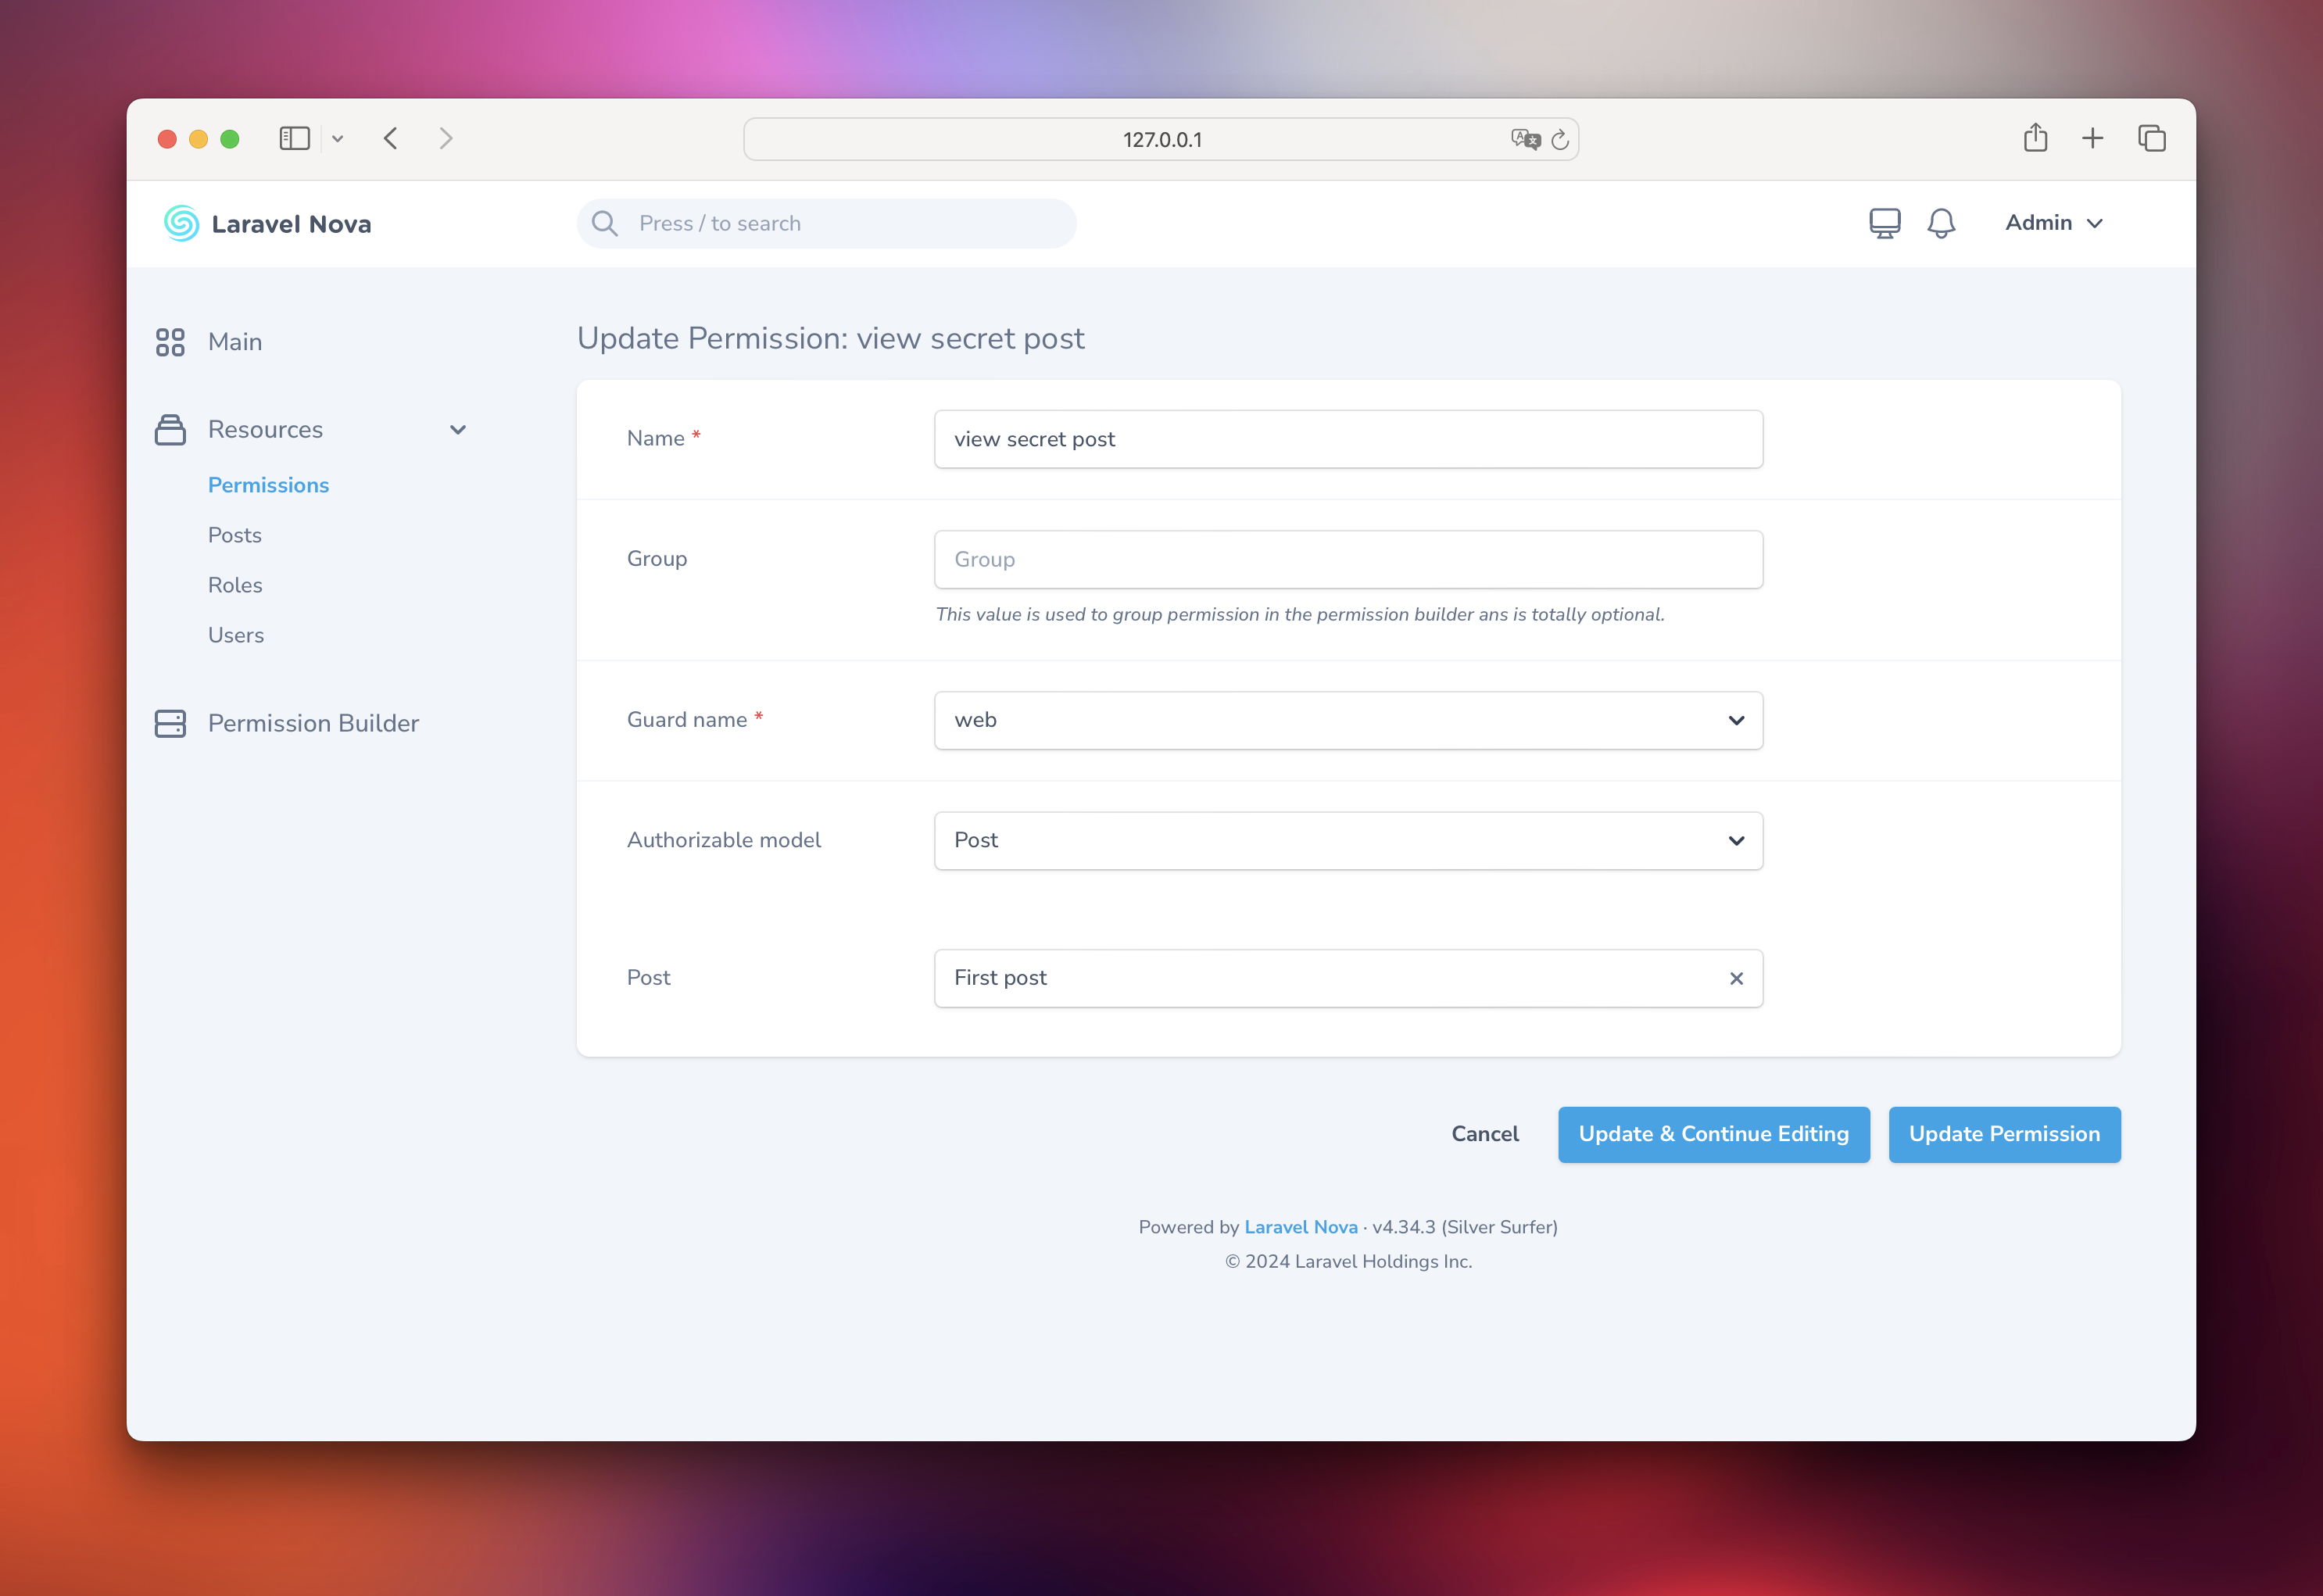 127.0.0.1
Laravel Nova
Press / to search
Admin
Main
Resources
Permissions
Posts
Roles
Users
Permission Builder
Update Permission: view secret post
Name *
view secret post
Group
Group
This value is used to group permission in the permission builder ans is totally optional.
Guard name *
web
Authorizable model
Post
Post
First post
Cancel
Update & Continue Editing
Update Permission
Powered by Laravel Nova · v4.34.3 (Silver Surfer)
© 2024 Laravel Holdings Inc.